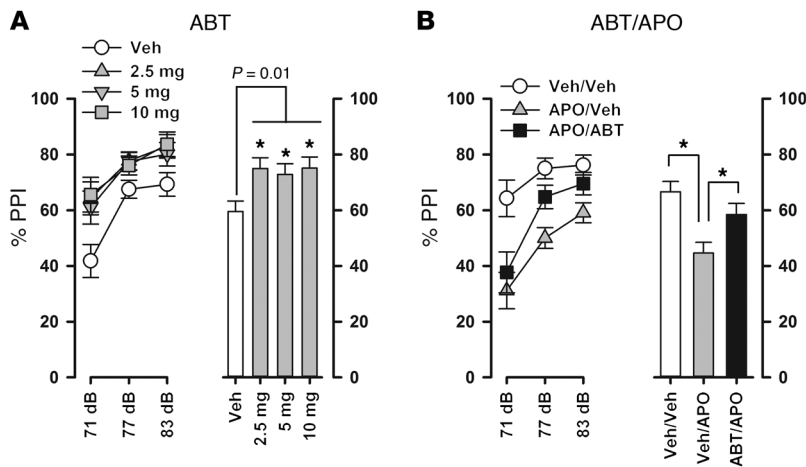 A
ABT
Veh
2.5 mg
5 mg
10 mg
P = 0.01
100
80
60
40
20
0
% PPI
* * *
100
80
60
40
20
0
71 dB
77 dB
83 dB
Veh
2.5 mg
5 mg
10 mg
B
ABT/APO
Veh/Veh
APO/Veh
APO/ABT
100
80
60
40
20
0
% PPI
* *
100
80
60
40
20
0
71 dB
77 dB
83 dB
Veh/Veh
Veh/APO
ABT/APO